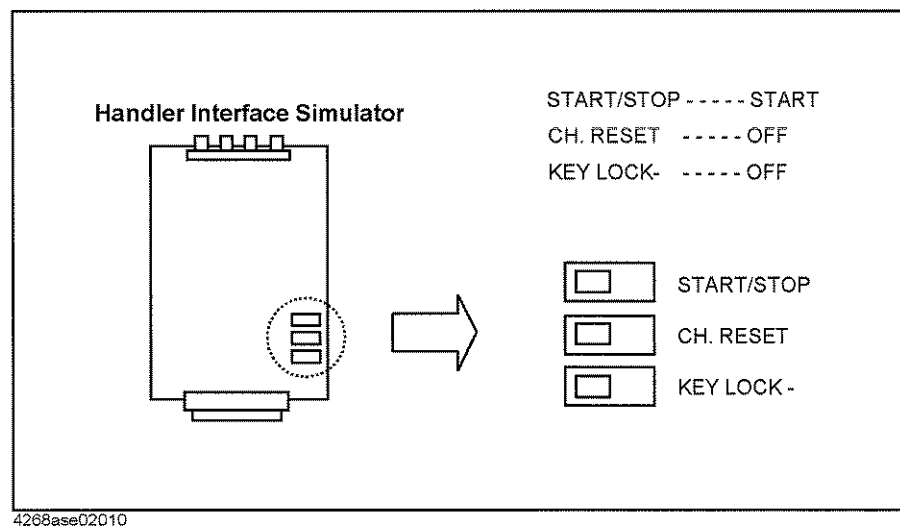 Handler Interface Simulator
START/STOP - - - - - START
CH. RESET - - - - - OFF
KEY LOCK- - - - - - OFF
START/STOP
CH. RESET
KEY LOCK -
4268ase02010